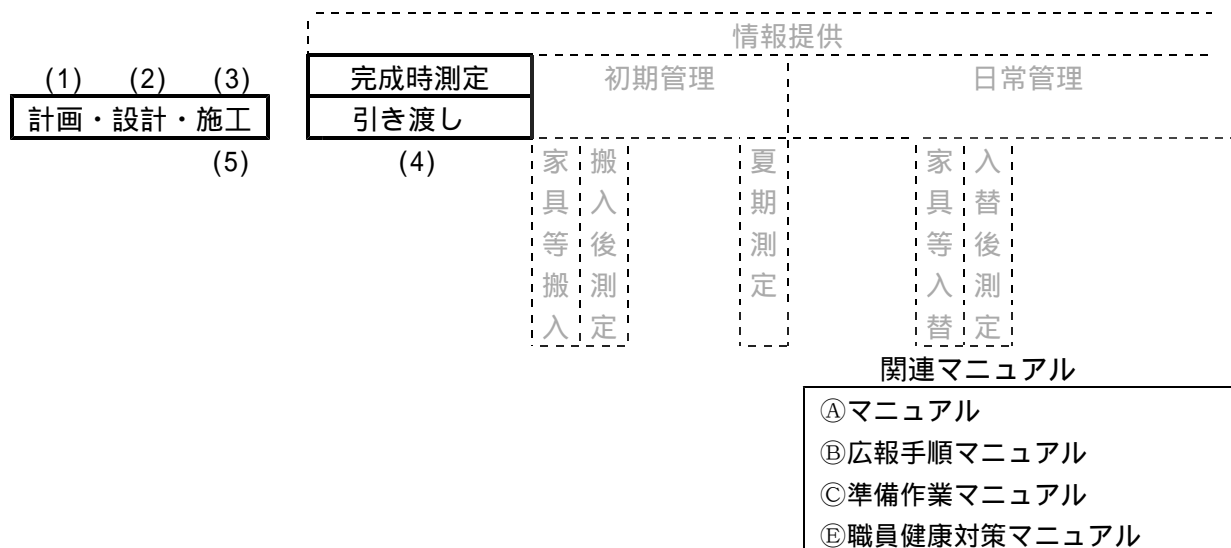 情報提供
(1) (2) (3) 完成時測定 初期管理 日常管理
計画・設計・施工 引き渡し
(5) (4)
家具等搬入
搬入後測定
夏期測定
家具等入替
入替後測定
関連マニュアル
Ⓐマニュアル
Ⓑ広報手順マニュアル
Ⓒ準備作業マニュアル
Ⓔ職員健康対策マニュアル